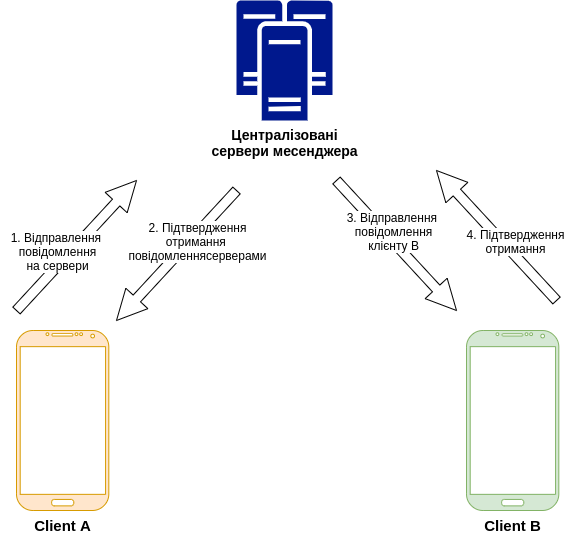 Централізовані
сервери месенджера
1. Відправлення
повідомлення
на сервери
2. Підтвердження
отримання
повідомленнясерверами
3. Відправлення
повідомлення
клієнту B
4. Підтвердження
отримання
Client A
Client B